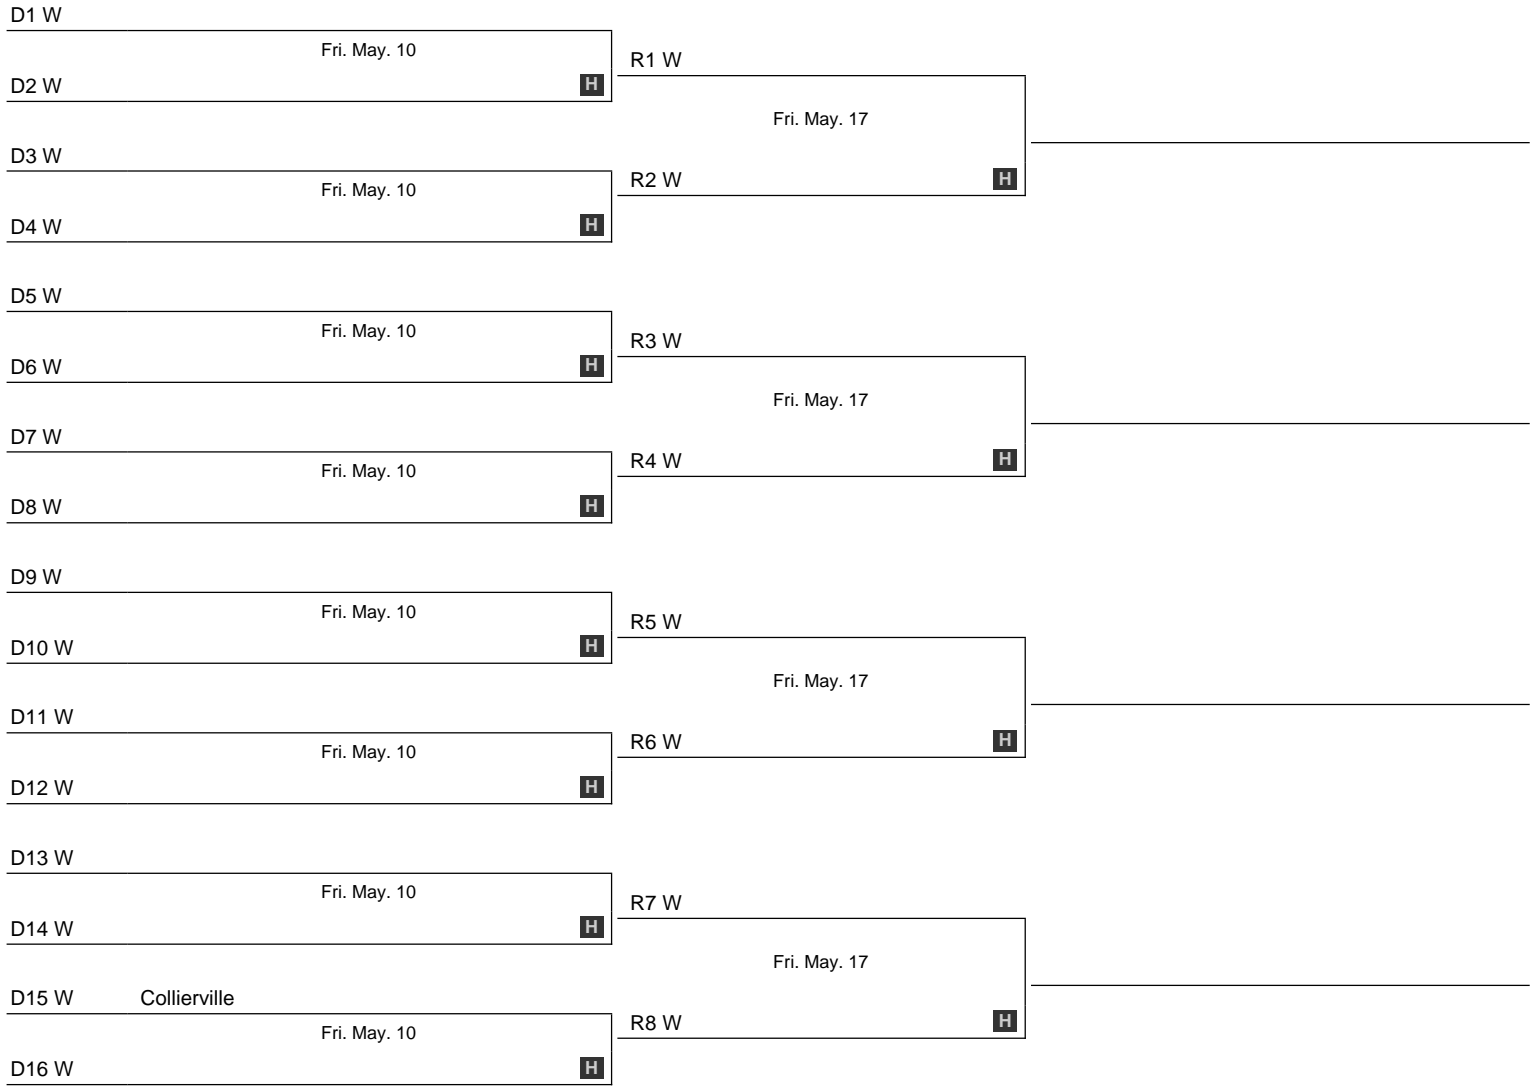 D1 W
Fri. May. 10
D2 W H
R1 W
Fri. May. 17
D3 W
Fri. May. 10
R2 W H
D4 W H
D5 W
Fri. May. 10
R3 W
D6 W H
Fri. May. 17
D7 W
Fri. May. 10
R4 W H
D8 W H
D9 W
Fri. May. 10
R5 W
D10 W H
Fri. May. 17
D11 W
Fri. May. 10
R6 W H
D12 W H
D13 W
Fri. May. 10
R7 W
D14 W H
Fri. May. 17
D15 W Collierville
Fri. May. 10
R8 W H
D16 W H